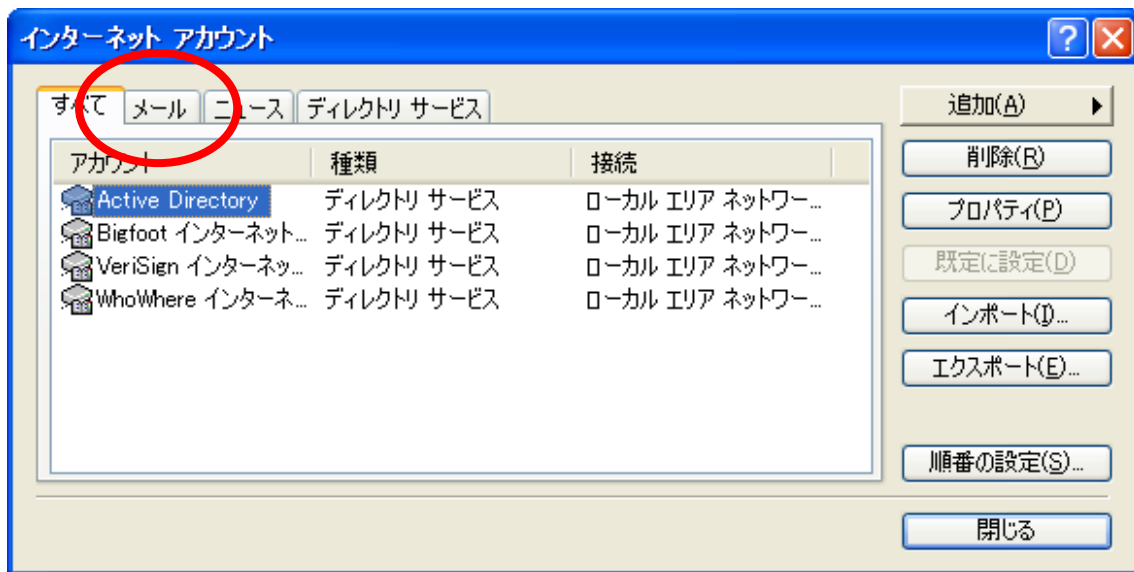 インターネット アカウント
すべて メール ニュース ディレクトリ サービス
追加(A)
アカウント 種類 接続
削除(R)
Active Directory ディレクトリ サービス ローカル エリア ネットワー...
プロパティ(P)
Bigfoot インターネット... ディレクトリ サービス ローカル エリア ネットワー...
VeriSign インターネッ... ディレクトリ サービス ローカル エリア ネットワー...
既定に設定(D)
WhoWhere インターネ... ディレクトリ サービス ローカル エリア ネットワー...
インポート(I)...
エクスポート(E)...
順番の設定(S)...
閉じる